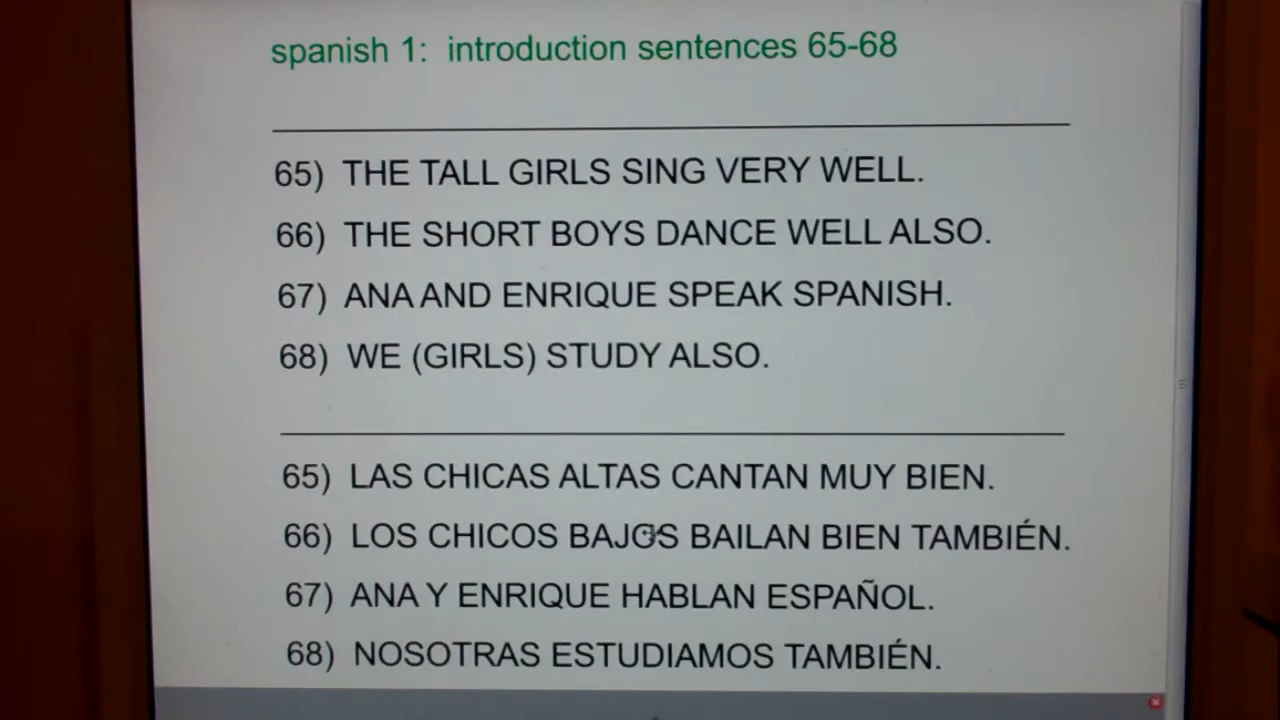 spanish 1: introduction sentences 65-68
65) THE TALL GIRLS SING VERY WELL.
66) THE SHORT BOYS DANCE WELL ALSO.
67) ANA AND ENRIQUE SPEAK SPANISH.
68) WE (GIRLS) STUDY ALSO.
65) LAS CHICAS ALTAS CANTAN MUY BIEN.
66) LOS CHICOS BAJOS BAILAN BIEN TAMBIÉN.
67) ANA Y ENRIQUE HABLAN ESPAÑOL.
68) NOSOTRAS ESTUDIAMOS TAMBIÉN.